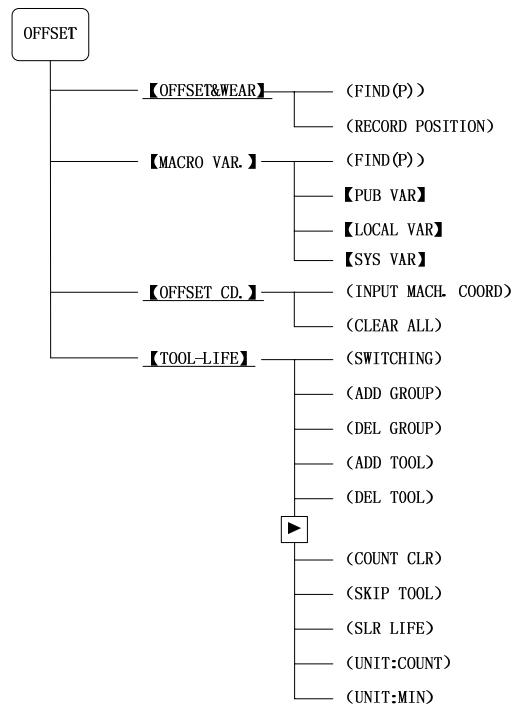 OFFSET
【OFFSET&WEAR】
(FIND(P))
(RECORD POSITION)
【MACRO VAR.】
(FIND(P))
【PUB VAR】
【LOCAL VAR】
【SYS VAR】
【OFFSET CD.】
(INPUT MACH. COORD)
(CLEAR ALL)
【TOOL-LIFE】
(SWITCHING)
(ADD GROUP)
(DEL GROUP)
(ADD TOOL)
(DEL TOOL)
(COUNT CLR)
(SKIP TOOL)
(SLR LIFE)
(UNIT:COUNT)
(UNIT:MIN)